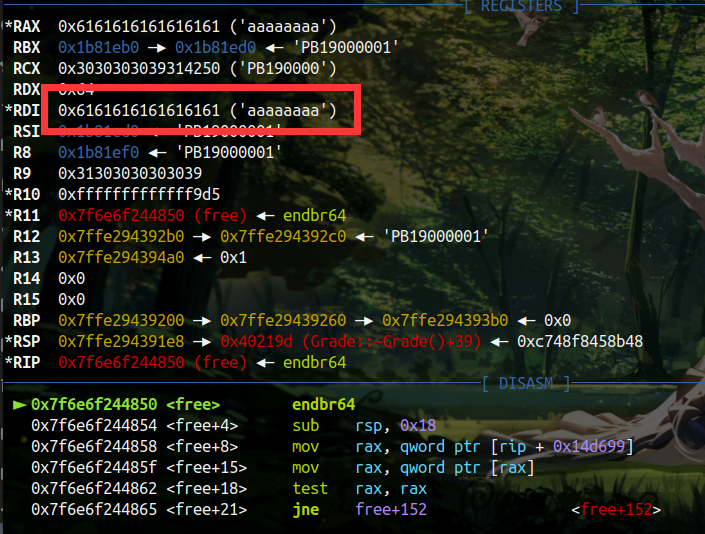 [ REGISTERS ]
*RAX 0x6161616161616161 ('aaaaaaaa')
RBX 0x1b81eb0 —▸ 0x1b81ed0 ◂— 'PB19000001'
RCX 0x3030303039314250 ('PB190000')
RDX 0x64
*RDI 0x6161616161616161 ('aaaaaaaa')
RSI 0x1b81ed0 ◂— 'PB19000001'
R8 0x1b81ef0 ◂— 'PB19000001'
R9 0x31303030303039
*R10 0xfffffffffffff9d5
*R11 0x7f6e6f244850 (free) ◂— endbr64
R12 0x7ffe294392b0 —▸ 0x7ffe294392c0 ◂— 'PB19000001'
R13 0x7ffe294394a0 ◂— 0x1
R14 0x0
R15 0x0
RBP 0x7ffe29439200 —▸ 0x7ffe29439260 —▸ 0x7ffe294393b0 ◂— 0x0
*RSP 0x7ffe294391e8 —▸ 0x40219d (Grade::~Grade()+39) ◂— 0xc748f8458b48
*RIP 0x7f6e6f244850 (free) ◂— endbr64
[ DISASM ]
► 0x7f6e6f244850 <free> endbr64
0x7f6e6f244854 <free+4> sub rsp, 0x18
0x7f6e6f244858 <free+8> mov rax, qword ptr [rip + 0x14d699]
0x7f6e6f24485f <free+15> mov rax, qword ptr [rax]
0x7f6e6f244862 <free+18> test rax, rax
0x7f6e6f244865 <free+21> jne free+152 <free+152>